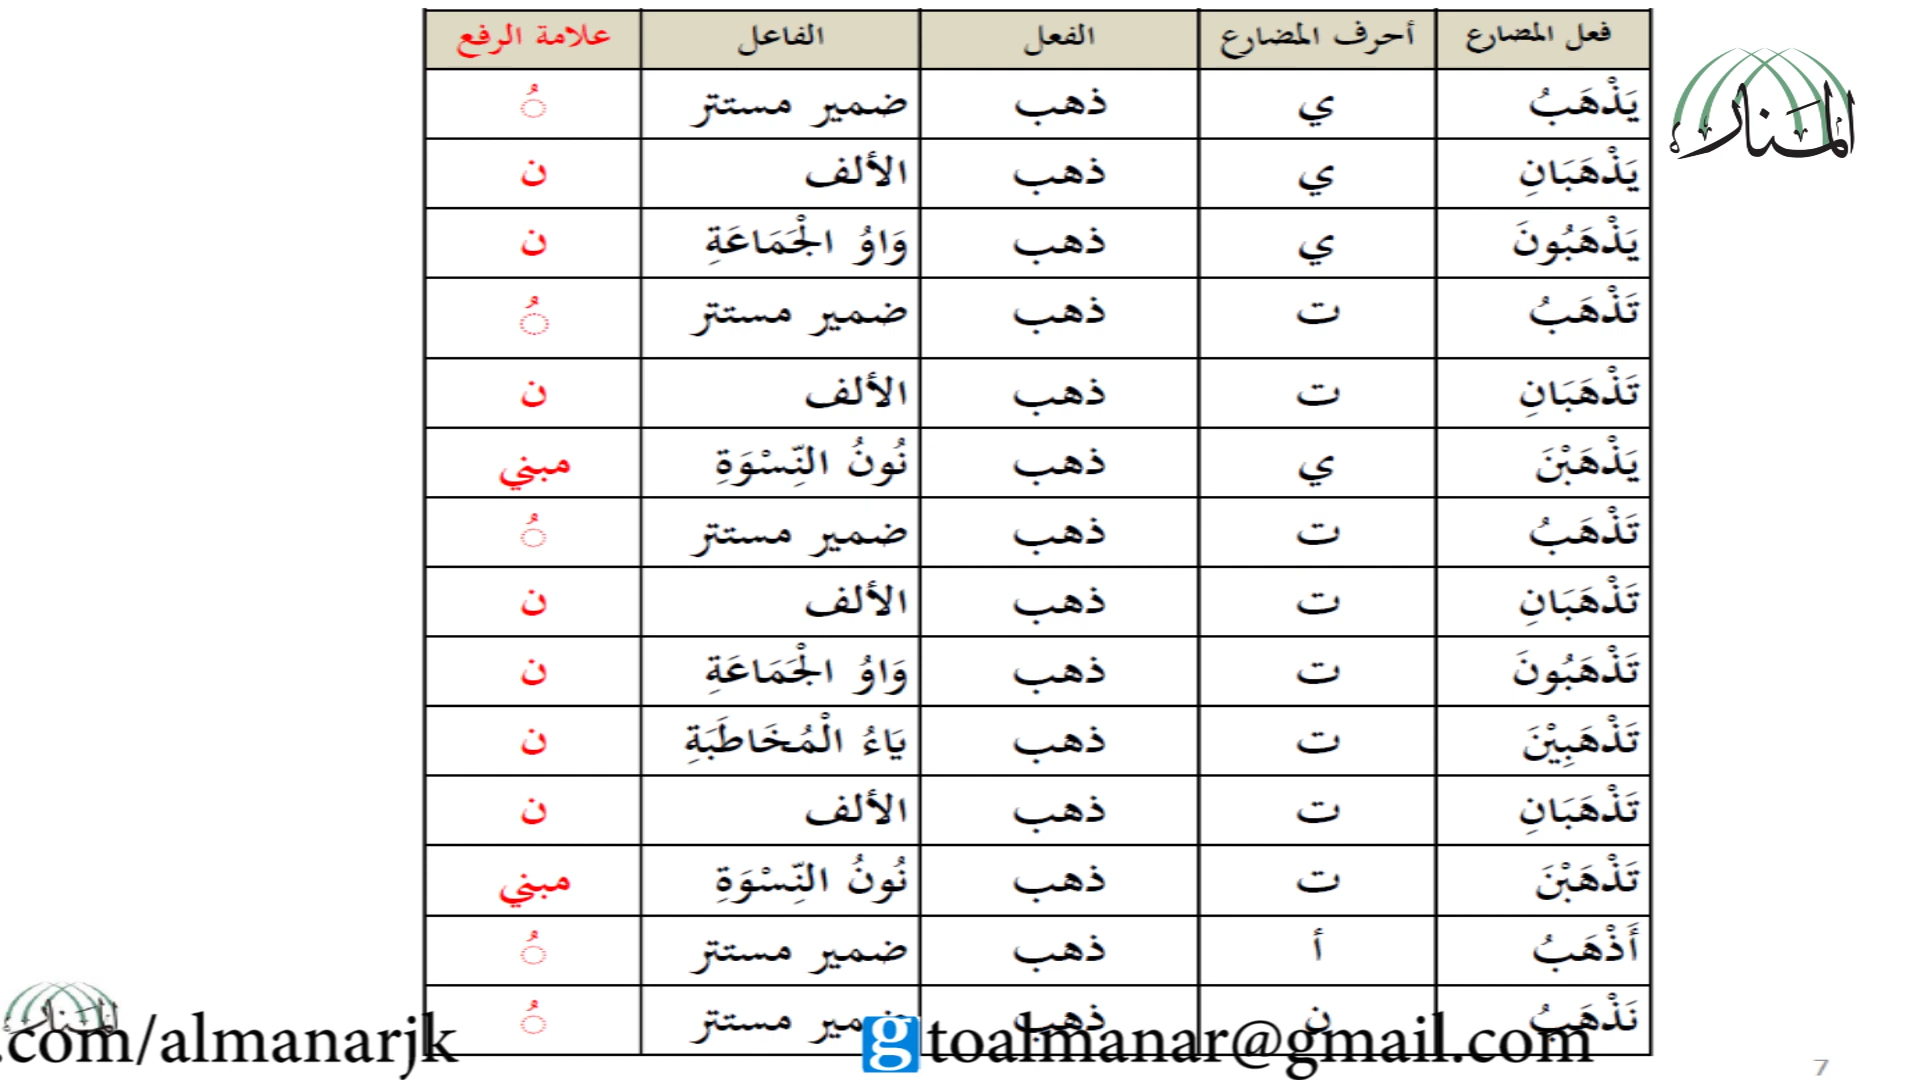 فعل المضارع أحرف المضارع الفعل الفاعل علامة الرفع
يَذْهَبُ ي ذهب ضمير مستتر ◌ُ
يَذْهَبَانِ ي ذهب الألف ن
يَذْهَبُونَ ي ذهب وَاوُ الْجَمَاعَةِ ن
تَذْهَبُ ت ذهب ضمير مستتر ◌ُ
تَذْهَبَانِ ت ذهب الألف ن
يَذْهَبْنَ ي ذهب نُونُ النِّسْوَةِ مبني
تَذْهَبُ ت ذهب ضمير مستتر ◌ُ
تَذْهَبَانِ ت ذهب الألف ن
تَذْهَبُونَ ت ذهب وَاوُ الْجَمَاعَةِ ن
تَذْهَبِيْنَ ت ذهب يَاءُ الْمُخَاطَبَةِ ن
تَذْهَبَانِ ت ذهب الألف ن
تَذْهَبْنَ ت ذهب نُونُ النِّسْوَةِ مبني
أَذْهَبُ أ ذهب ضمير مستتر ◌ُ
نَذْهَبُ ن ذهب ضمير مستتر ◌ُ
المنار
المنار
.com/almanarjk
g toalmanar@gmail.com
7